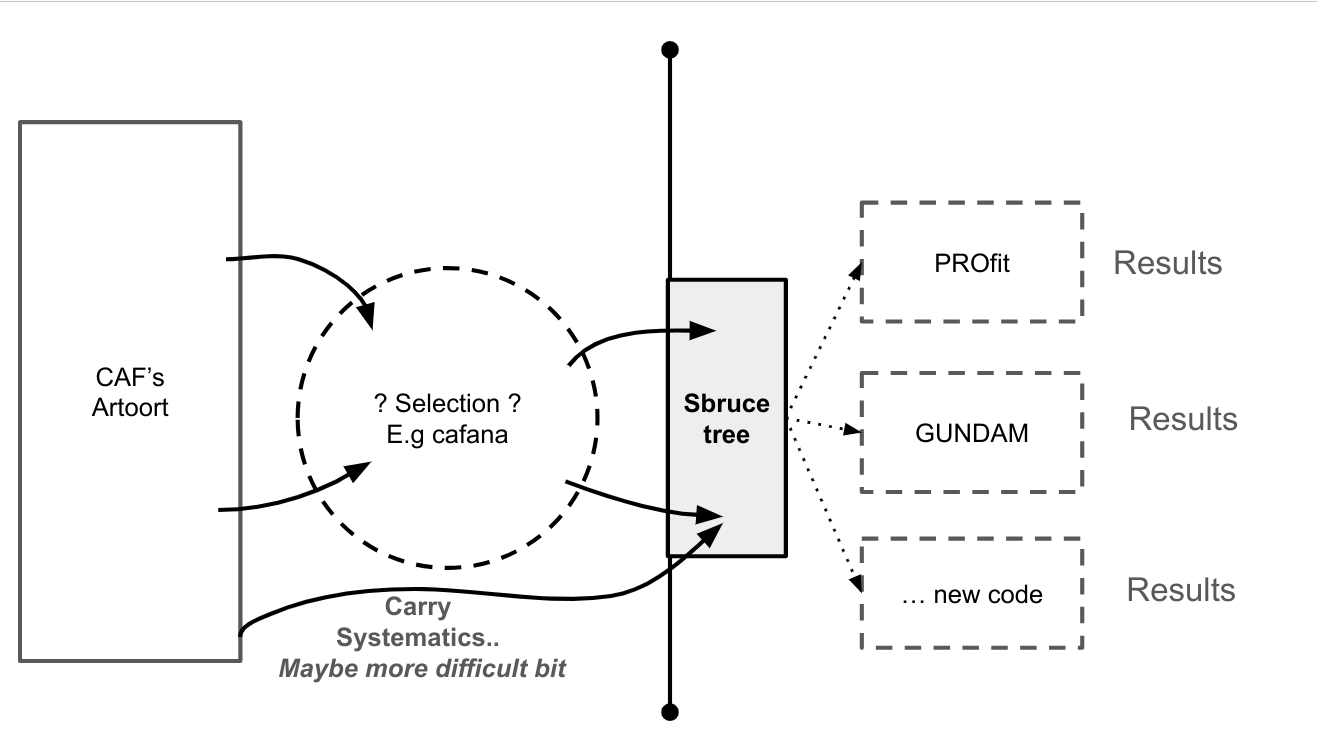 CAF's
Artoort
? Selection ?
E.g cafana
Carry
Systematics..
Maybe more difficult bit
Sbruce
tree
PROfit
Results
GUNDAM
Results
… new code
Results